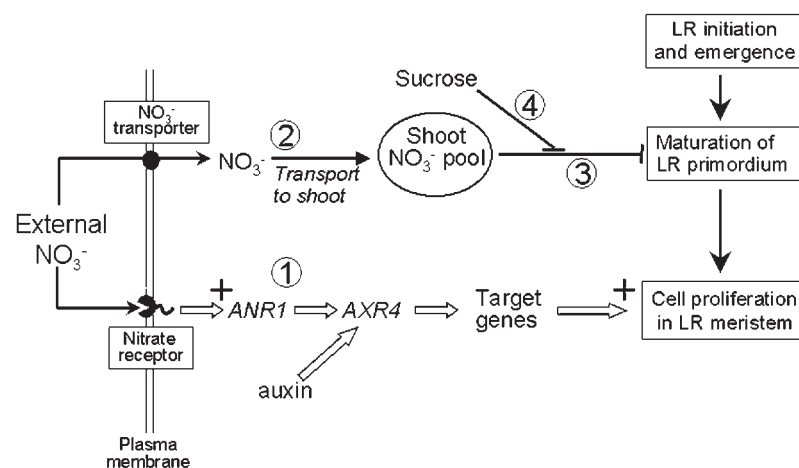 LR initiation
and emergence
NO₃⁻
transporter
Sucrose
④
②
NO₃⁻
Transport
to shoot
Shoot
NO₃⁻ pool
③
Maturation of
LR primordium
External
NO₃⁻
①
+
ANR1
AXR4
Target
genes
+
Cell proliferation
in LR meristem
Nitrate
receptor
auxin
Plasma
membrane